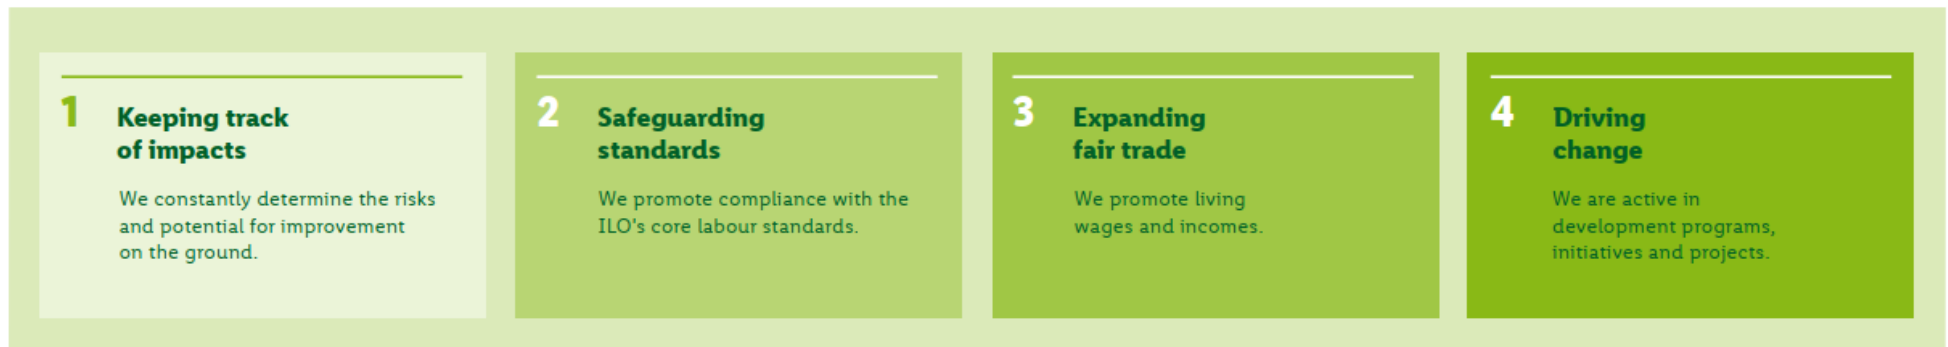 1
Keeping track
of impacts
We constantly determine the risks
and potential for improvement
on the ground.
2
Safeguarding
standards
We promote compliance with the
ILO's core labour standards.
3
Expanding
fair trade
We promote living
wages and incomes.
4
Driving
change
We are active in
development programs,
initiatives and projects.